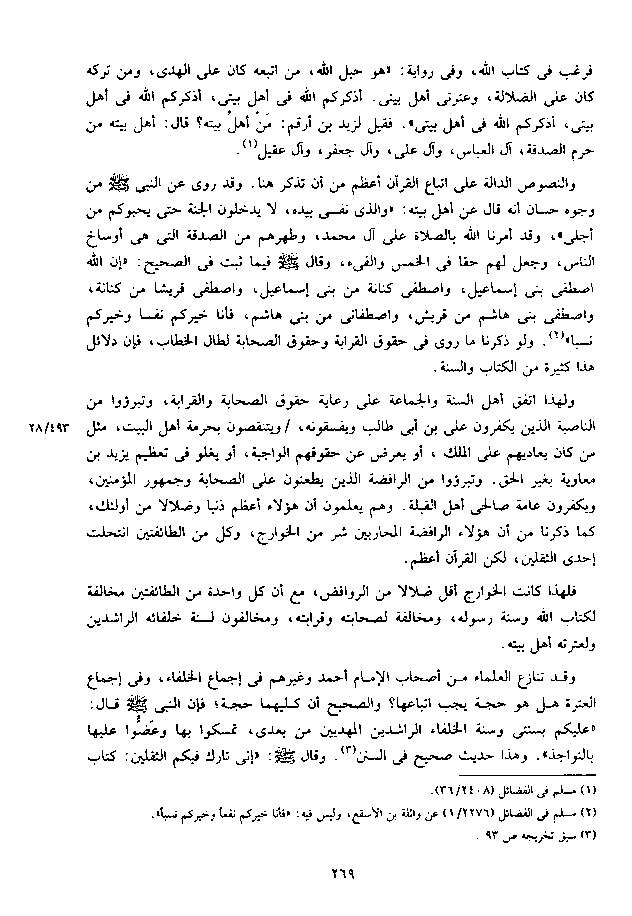 فرغب فى كتاب الله، وفى رواية: «هو حبل الله، من اتبعه كان على الهدى، ومن تركه
كان على الضلالة، وعترتى أهل بيتى. أذكركم الله فى أهل بيتى، أذكركم الله فى أهل
بيتى، أذكركم الله فى أهل بيتى». فقيل لزيد بن أرقم: مَنْ أهلُ بيته؟ قال: أهل بيته من
حرم الصدقة، آل العباس، وآل على، وآل جعفر، وآل عقيل(١).
والنصوص الدالة على اتباع القرآن أعظم من أن تذكر هنا. وقد روى عن النبي ﷺ من
وجوه حسان أنه قال عن أهل بيته: «والذى نفسى بيده، لا يدخلون الجنة حتى يحبوكم من
أجلى»، وقد أمرنا الله بالصلاة على آل محمد، وطهرهم من الصدقة التى هى أوساخ
الناس، وجعل لهم حقا فى الخمس والفىء، وقال ﷺ فيما ثبت فى الصحيح: «إن الله
اصطفى بنى إسماعيل، واصطفى كنانة من بنى إسماعيل، واصطفى قريشا من كنانة،
واصطفى بنى هاشم من قريش، واصطفانى من بنى هاشم، فأنا خيركم نفسا وخيركم
نسبا»(٢). ولو ذكرنا ما روى فى حقوق القرابة وحقوق الصحابة لطال الخطاب، فإن دلائل
هذا كثيرة من الكتاب والسنة.
ولهذا اتفق أهل السنة والجماعة على رعاية حقوق الصحابة والقرابة، وتبرؤوا من
٢٨/٤٩٣ الناصبة الذين يكفرون على بن أبى طالب ويفسقونه، /ويتنقصون بحرمة أهل البيت، مثل
من كان يعاديهم على الملك ، أو يعرض عن حقوقهم الواجبة، أو يغلو فى تعظيم يزيد بن
معاوية بغير الحق. وتبرؤوا من الرافضة الذين يطعنون على الصحابة وجمهور المؤمنين،
ويكفرون عامة صالحى أهل القبلة. وهم يعلمون أن هؤلاء أعظم ذنبا وضلالا من أولئك،
كما ذكرنا من أن هؤلاء الرافضة المحاربين شر من الخوارج، وكل من الطائفتين انتحلت
إحدى الثقلين، لكن القرآن أعظم.
فلهذا كانت الخوارج أقل ضلالا من الروافض، مع أن كل واحدة من الطائفتين مخالفة
لكتاب الله وسنة رسوله، ومخالفة لصحابته وقرابته، ومخالفون لسنة خلفائه الراشدين
ولعترته أهل بيته.
وقد تنازع العلماء من أصحاب الإمام أحمد وغيرهم فى إجماع الخلفاء، وفى إجماع
العترة هل هو حجة يجب اتباعها؟ والصحيح أن كليهما حجة؛ فإن النبي ﷺ قال:
«عليكم بسنتى وسنة الخلفاء الراشدين المهديين من بعدى، تمسكوا بها وعَضُّوا عليها
بالنواجذ». وهذا حديث صحيح فى السنن(٣). وقال ﷺ: «إنى تارك فيكم الثقلين: كتاب
(١) مسلم فى الفضائل (٣٦/٢٤٠٨).
(٢) مسلم فى الفضائل (١/٢٢٧٦) عن واثلة بن الأسقع، وليس فيه: «فأنا خيركم نفعاً وخيركم نسباً».
(٣) سبق تخريجه ص ٩٣ .
٢٦٩